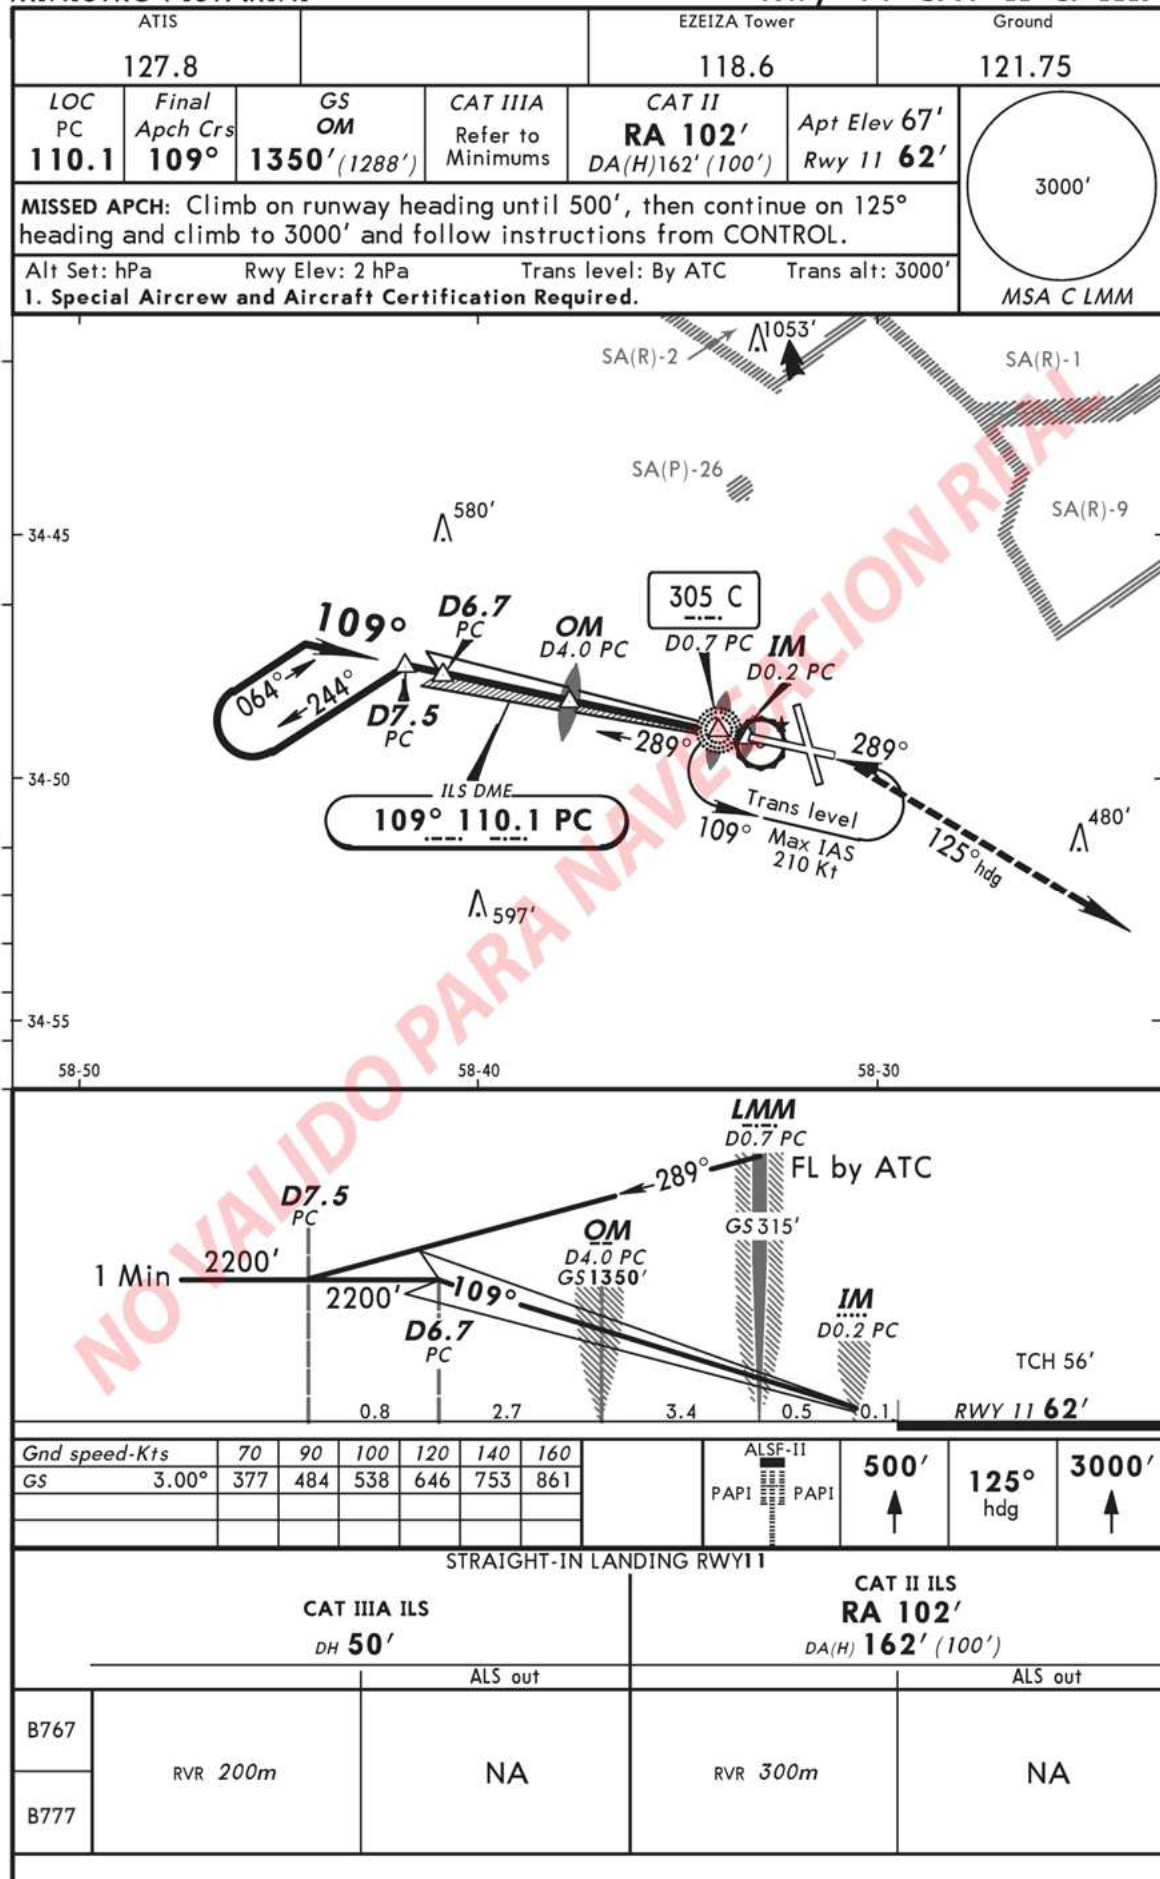 ATIS
127.8
EZEIZA Tower
118.6
Ground
121.75
LOC
PC
110.1
Final
Apch Crs
109°
GS
OM
1350' (1288')
CAT IIIA
Refer to
Minimums
CAT II
RA 102'
DA(H)162' (100')
Apt Elev 67'
Rwy 11 62'
3000'
MSA C LMM
MISSED APCH: Climb on runway heading until 500', then continue on 125°
heading and climb to 3000' and follow instructions from CONTROL.
Alt Set: hPa Rwy Elev: 2 hPa Trans level: By ATC Trans alt: 3000'
1. Special Aircrew and Aircraft Certification Required.
1053'
SA(R)-2
SA(R)-1
SA(P)-26
SA(R)-9
580'
34-45
305 C
D0.7 PC
109°
D6.7
PC
OM
D4.0 PC
IM
D0.2 PC
064°
244°
D7.5
PC
289°
289°
34-50
ILS DME
109° 110.1 PC
Trans level
109° Max IAS
210 Kt
125° hdg
480'
597'
34-55
58-50
58-40
58-30
NO VALIDO PARA NAVEGACION REAL
LMM
D0.7 PC
289°
FL by ATC
D7.5
PC
GS 315'
OM
D4.0 PC
GS 1350'
1 Min 2200'
2200'
109°
IM
D0.2 PC
D6.7
PC
TCH 56'
0.8
2.7
3.4
0.5
0.1
RWY 11 62'
Gnd speed-Kts 70 90 100 120 140 160
GS 3.00° 377 484 538 646 753 861
ALSF-II
PAPI PAPI
500'
125°
hdg
3000'
STRAIGHT-IN LANDING RWY11
CAT IIIA ILS
DH 50'
CAT II ILS
RA 102'
DA(H) 162' (100')
ALS out
ALS out
B767
B777
RVR 200m
NA
RVR 300m
NA